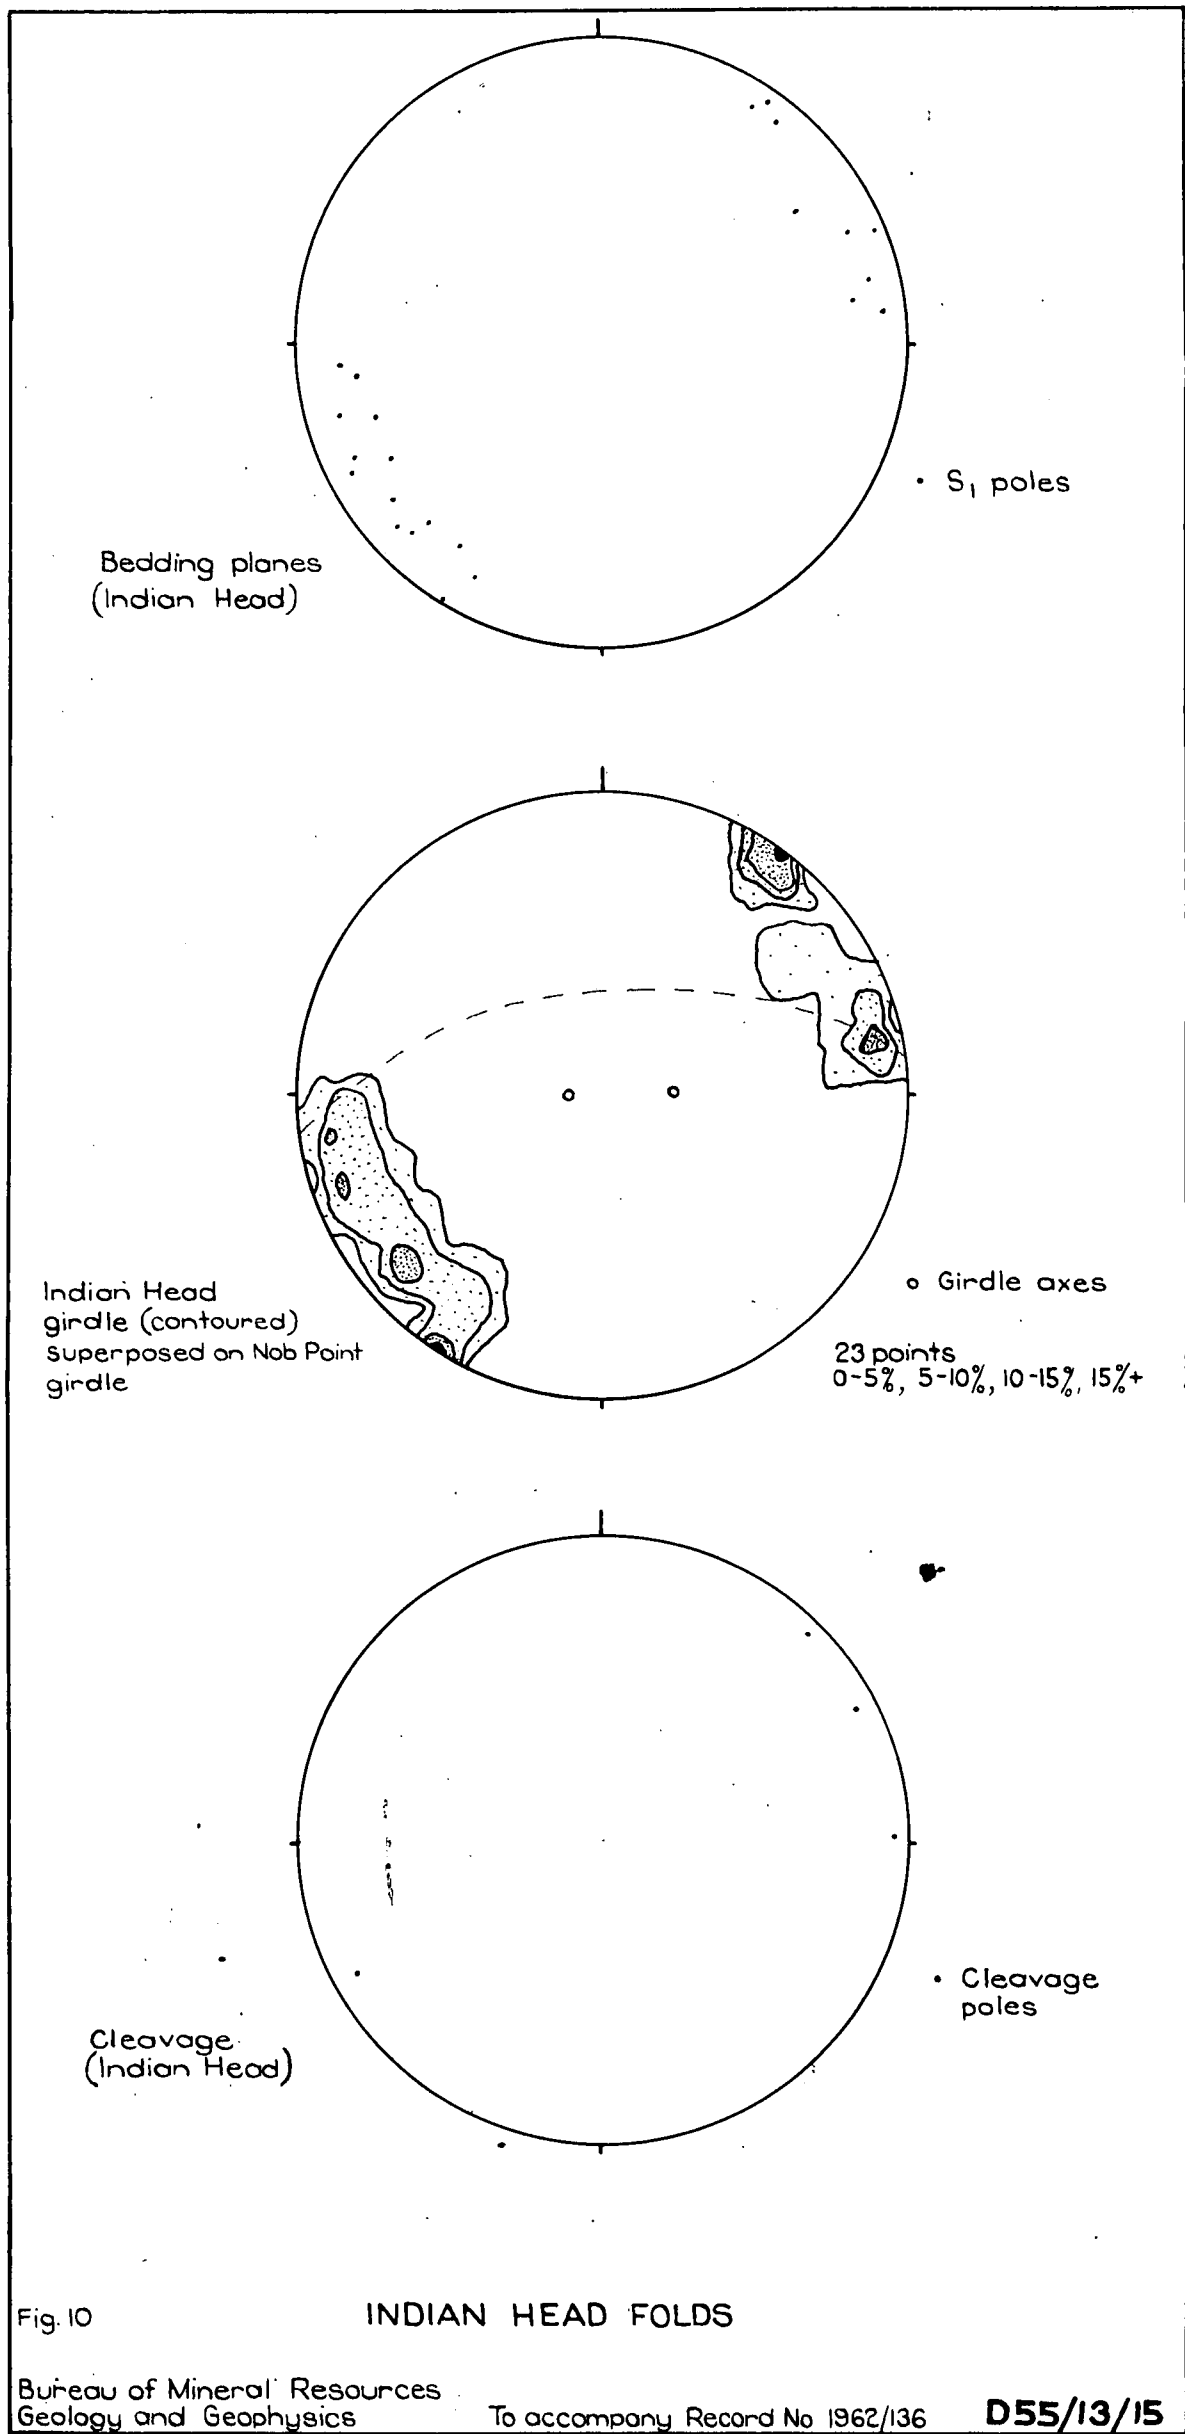 S₁ poles
Bedding planes
(Indian Head)
Indian Head
girdle (contoured)
superposed on Nob Point
girdle
Girdle axes
23 points
0-5%, 5-10%, 10-15%, 15%+
Cleavage
poles
Cleavage
(Indian Head)
Fig. 10
INDIAN HEAD FOLDS
Bureau of Mineral Resources
Geology and Geophysics
To accompany Record No 1962/136
D55/13/15